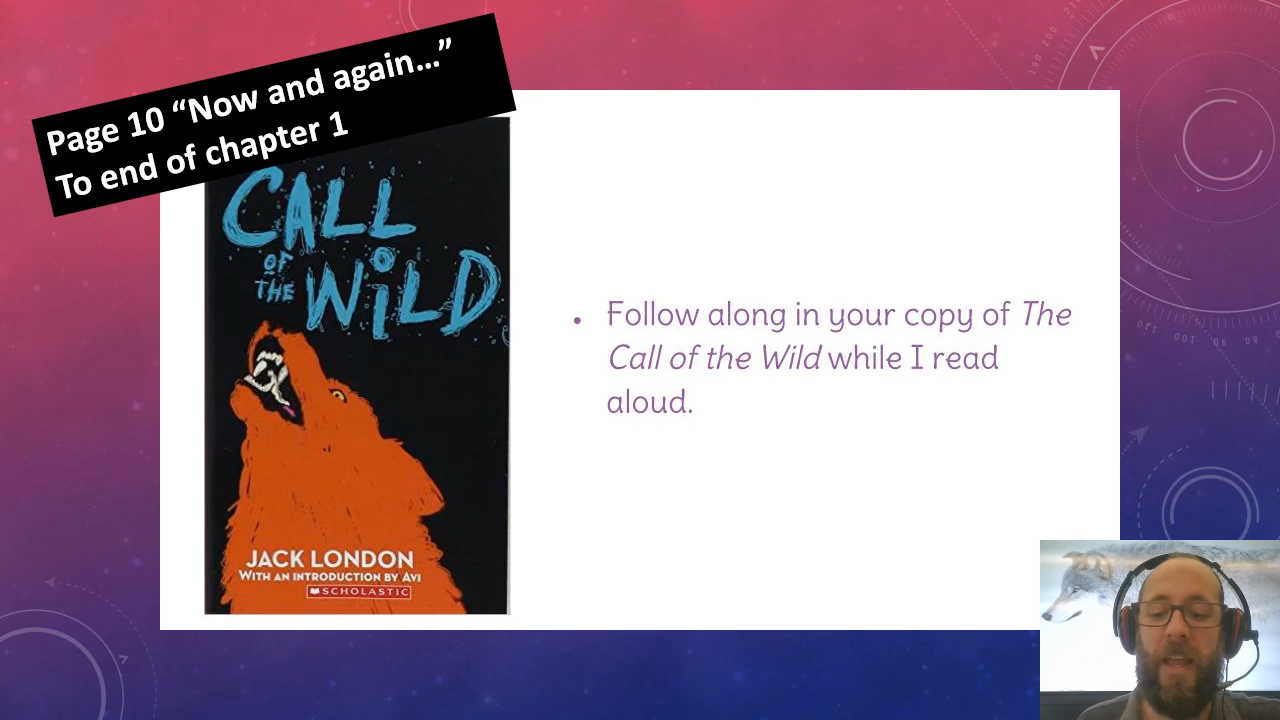 Page 10 “Now and again…”
To end of chapter 1
CALL
OF
THE WiLD
JACK LONDON
WITH AN INTRODUCTION BY AVI
SCHOLASTIC
• Follow along in your copy of The
Call of the Wild while I read
aloud.